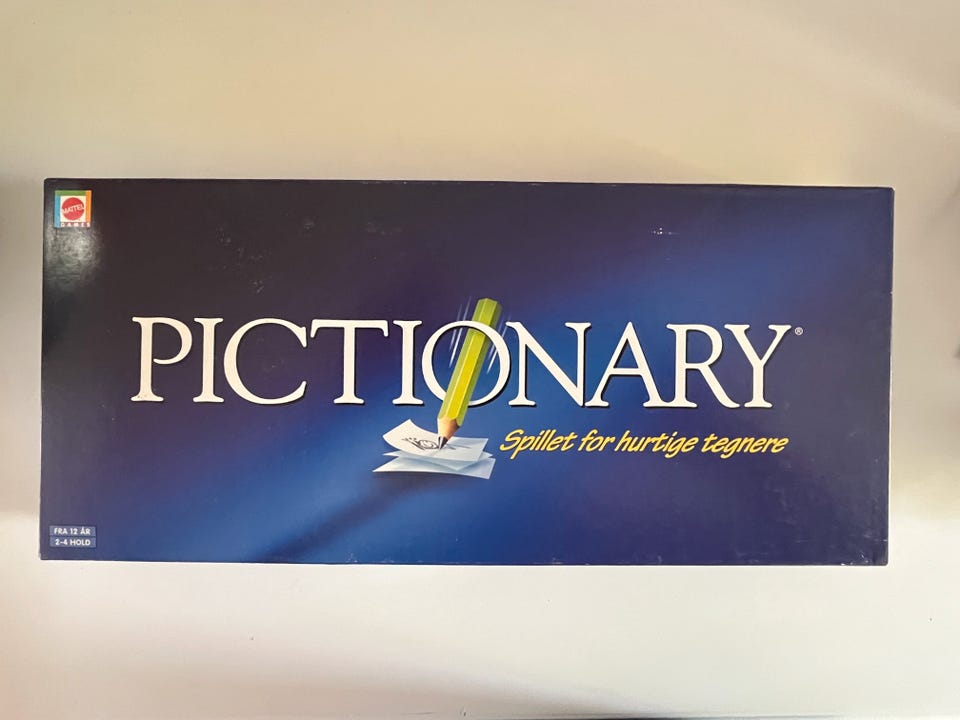 MATTEL
GAMES
PICTIONARY®
Spillet for hurtige tegnere
FRA 12 ÅR
2-4 HOLD